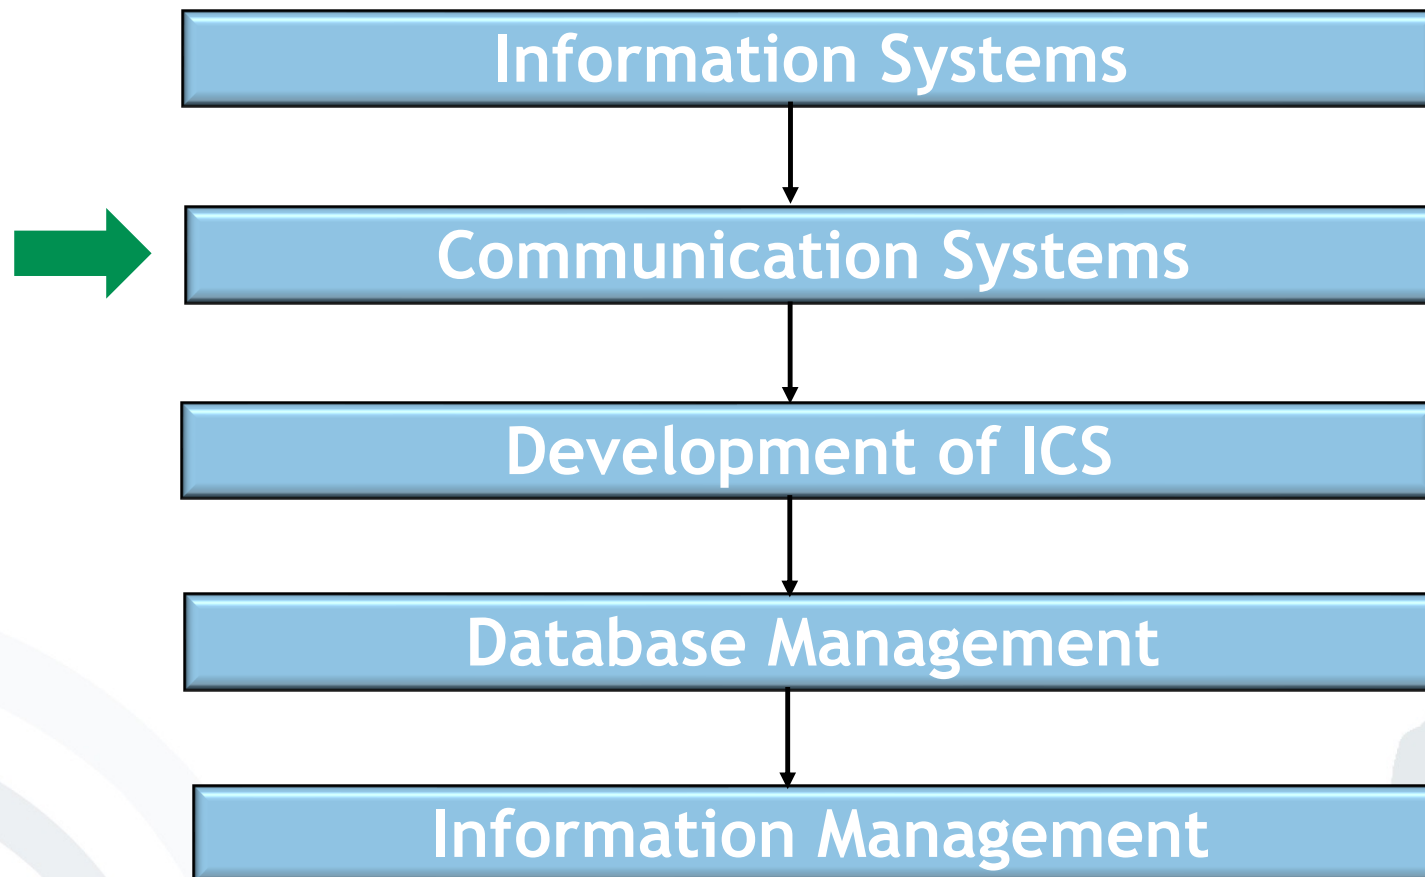 Information Systems
Communication Systems
Development of ICS
Database Management
Information Management